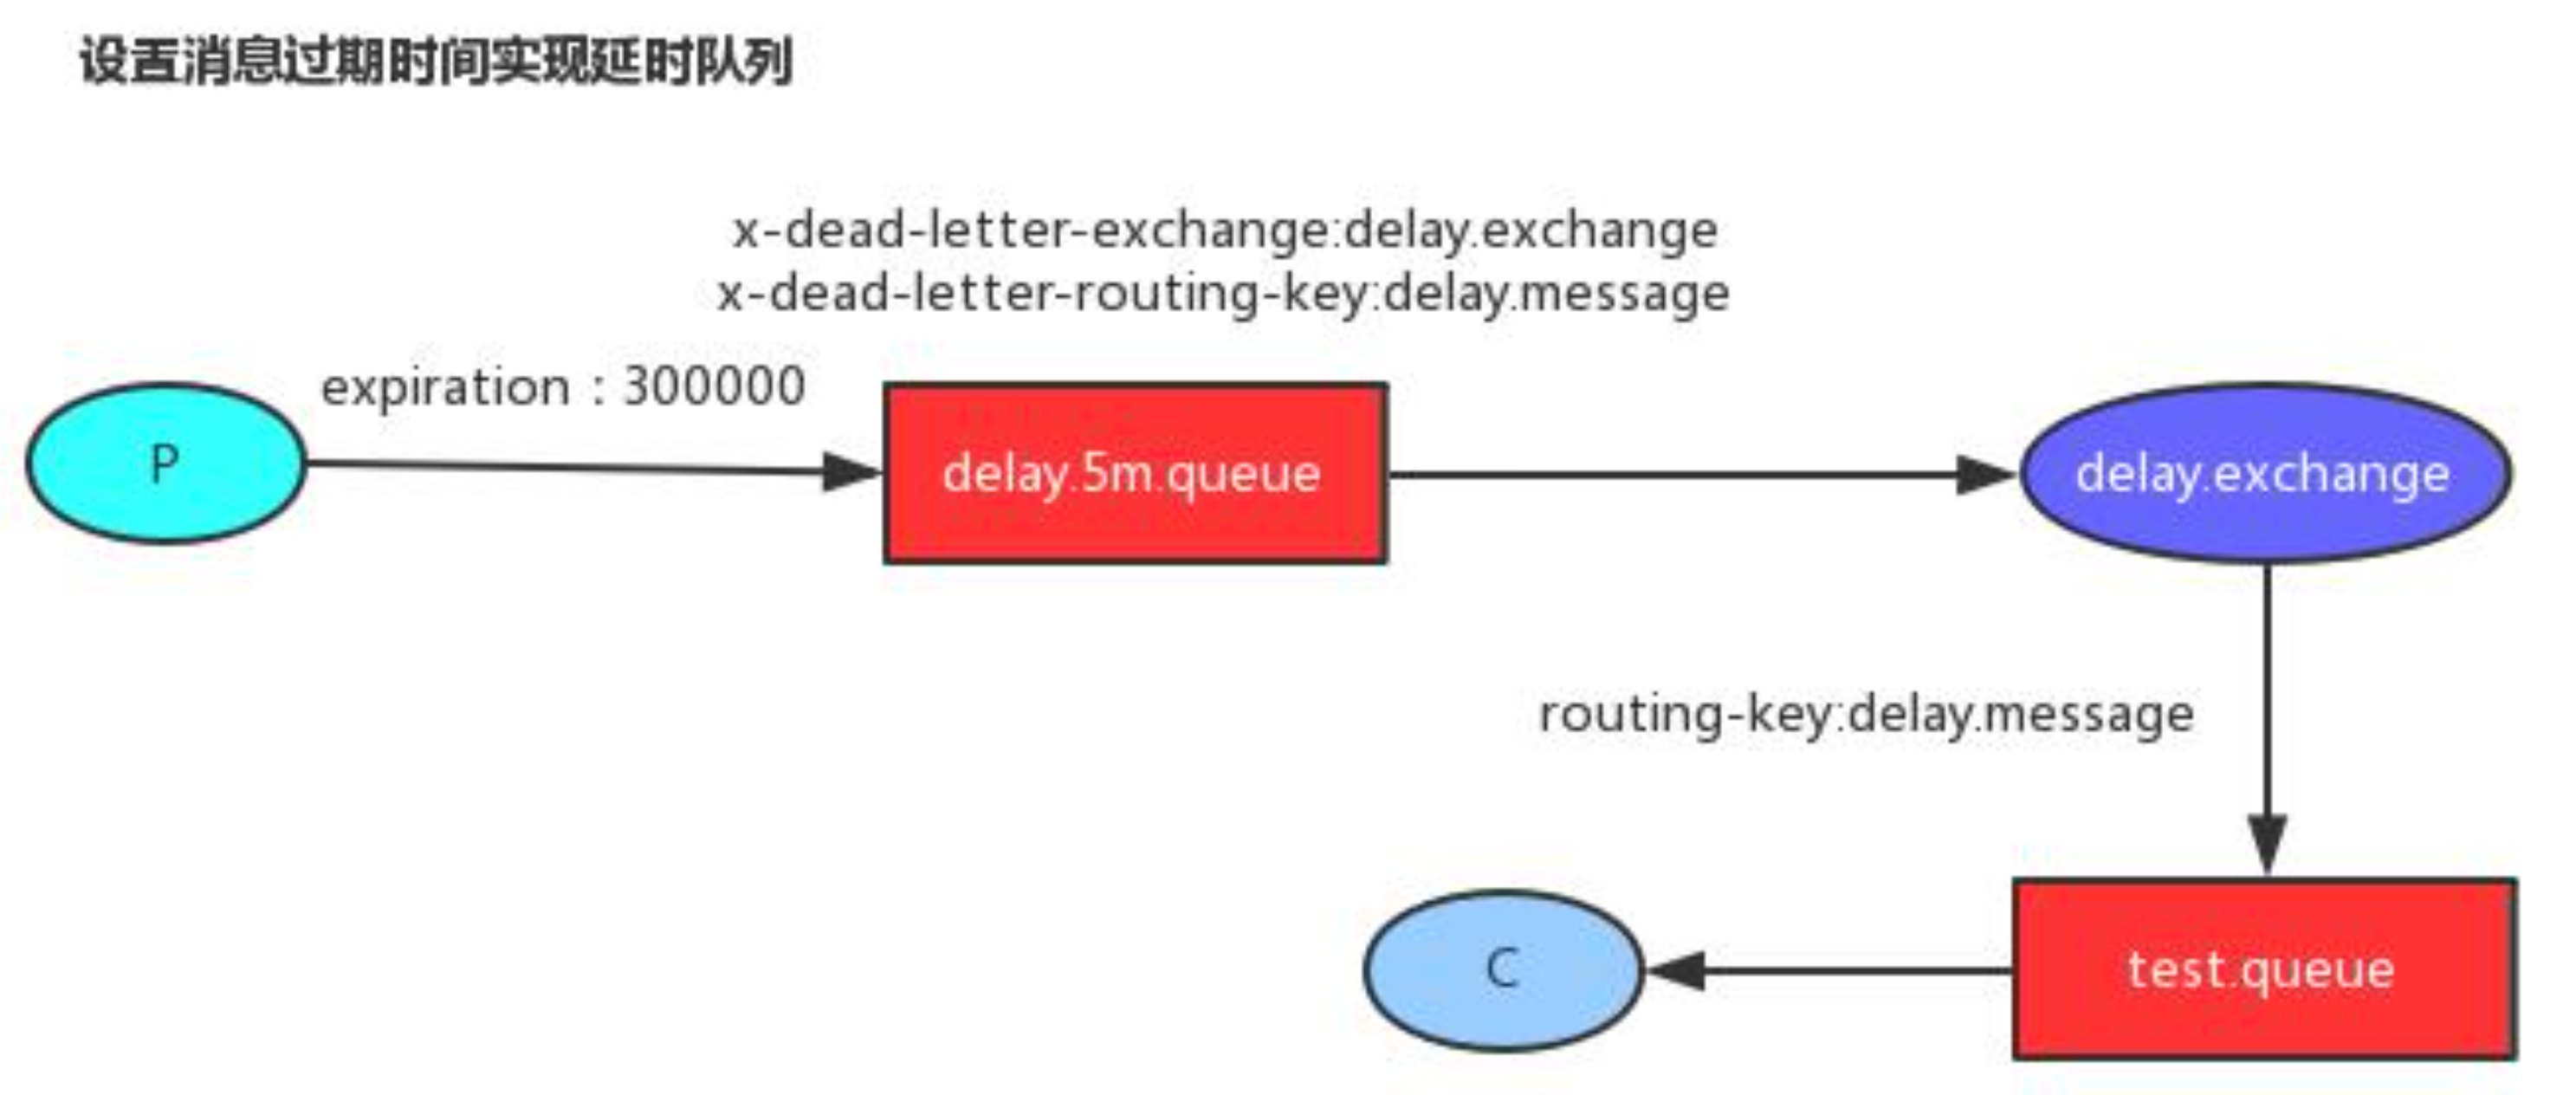 设置消息过期时间实现延时队列
x-dead-letter-exchange:delay.exchange
x-dead-letter-routing-key:delay.message
expiration：300000
P
delay.5m.queue
delay.exchange
routing-key:delay.message
C
test.queue